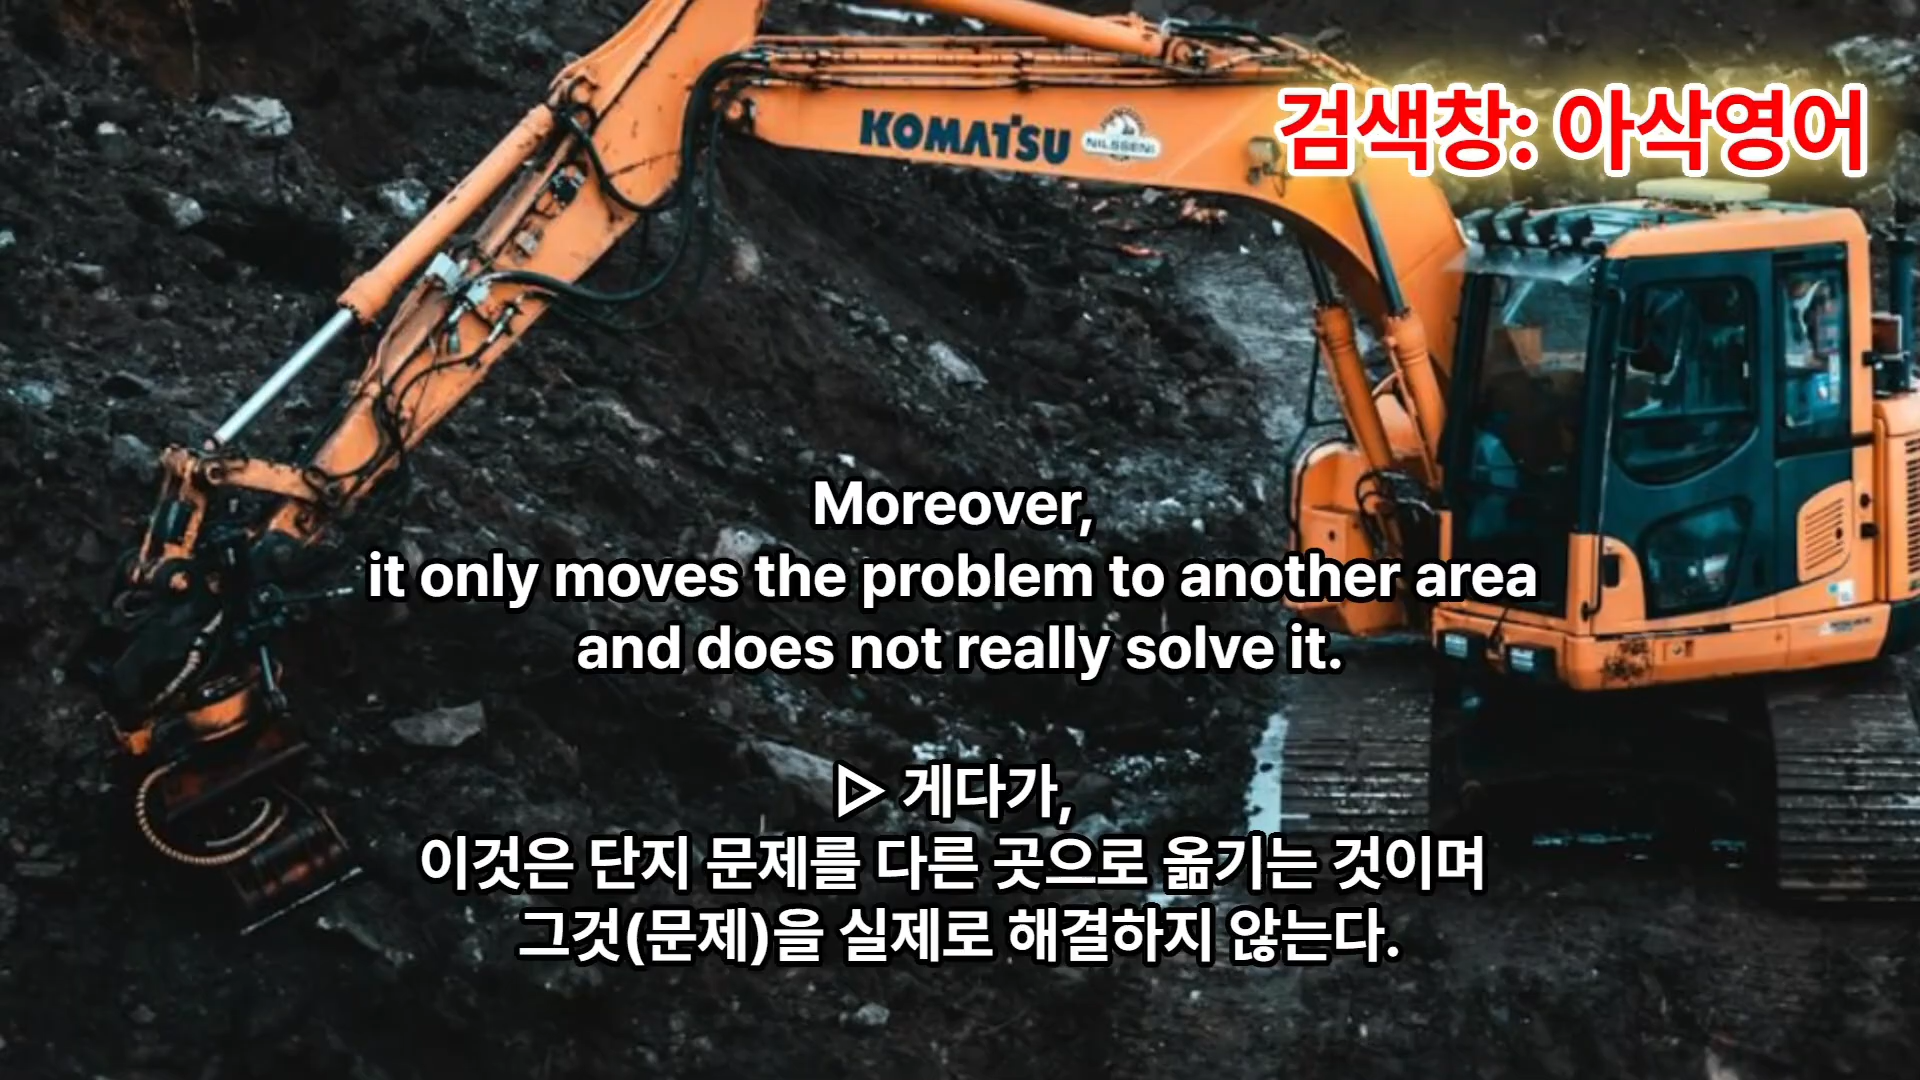 검색창: 아삭영어
KOMATSU
NILSSEN
Moreover,
it only moves the problem to another area
and does not really solve it.
▷ 게다가,
이것은 단지 문제를 다른 곳으로 옮기는 것이며
그것(문제)을 실제로 해결하지 않는다.